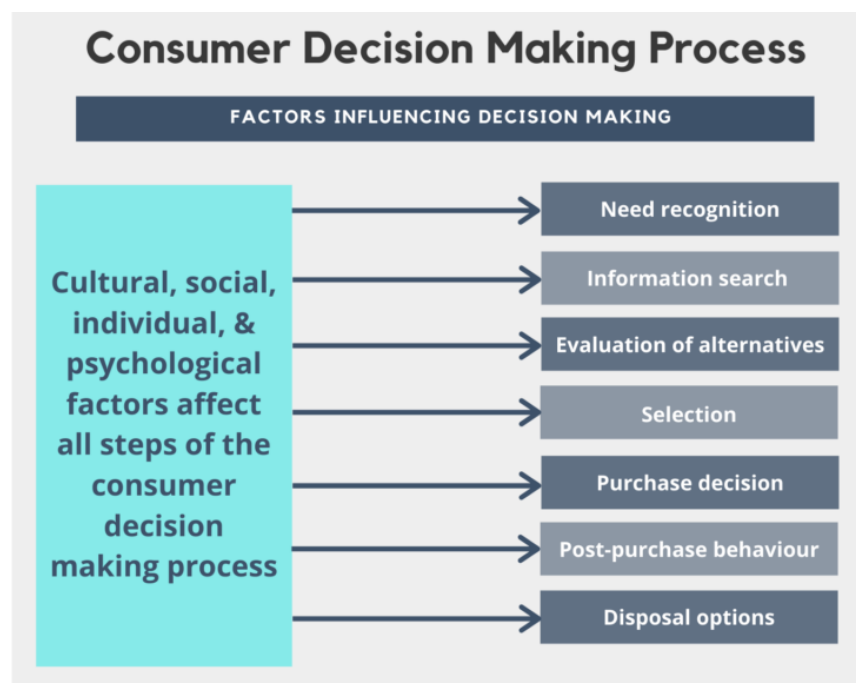 Consumer Decision Making Process
FACTORS INFLUENCING DECISION MAKING
Cultural, social,
individual, &
psychological
factors affect
all steps of the
consumer
decision
making process
Need recognition
Information search
Evaluation of alternatives
Selection
Purchase decision
Post-purchase behaviour
Disposal options